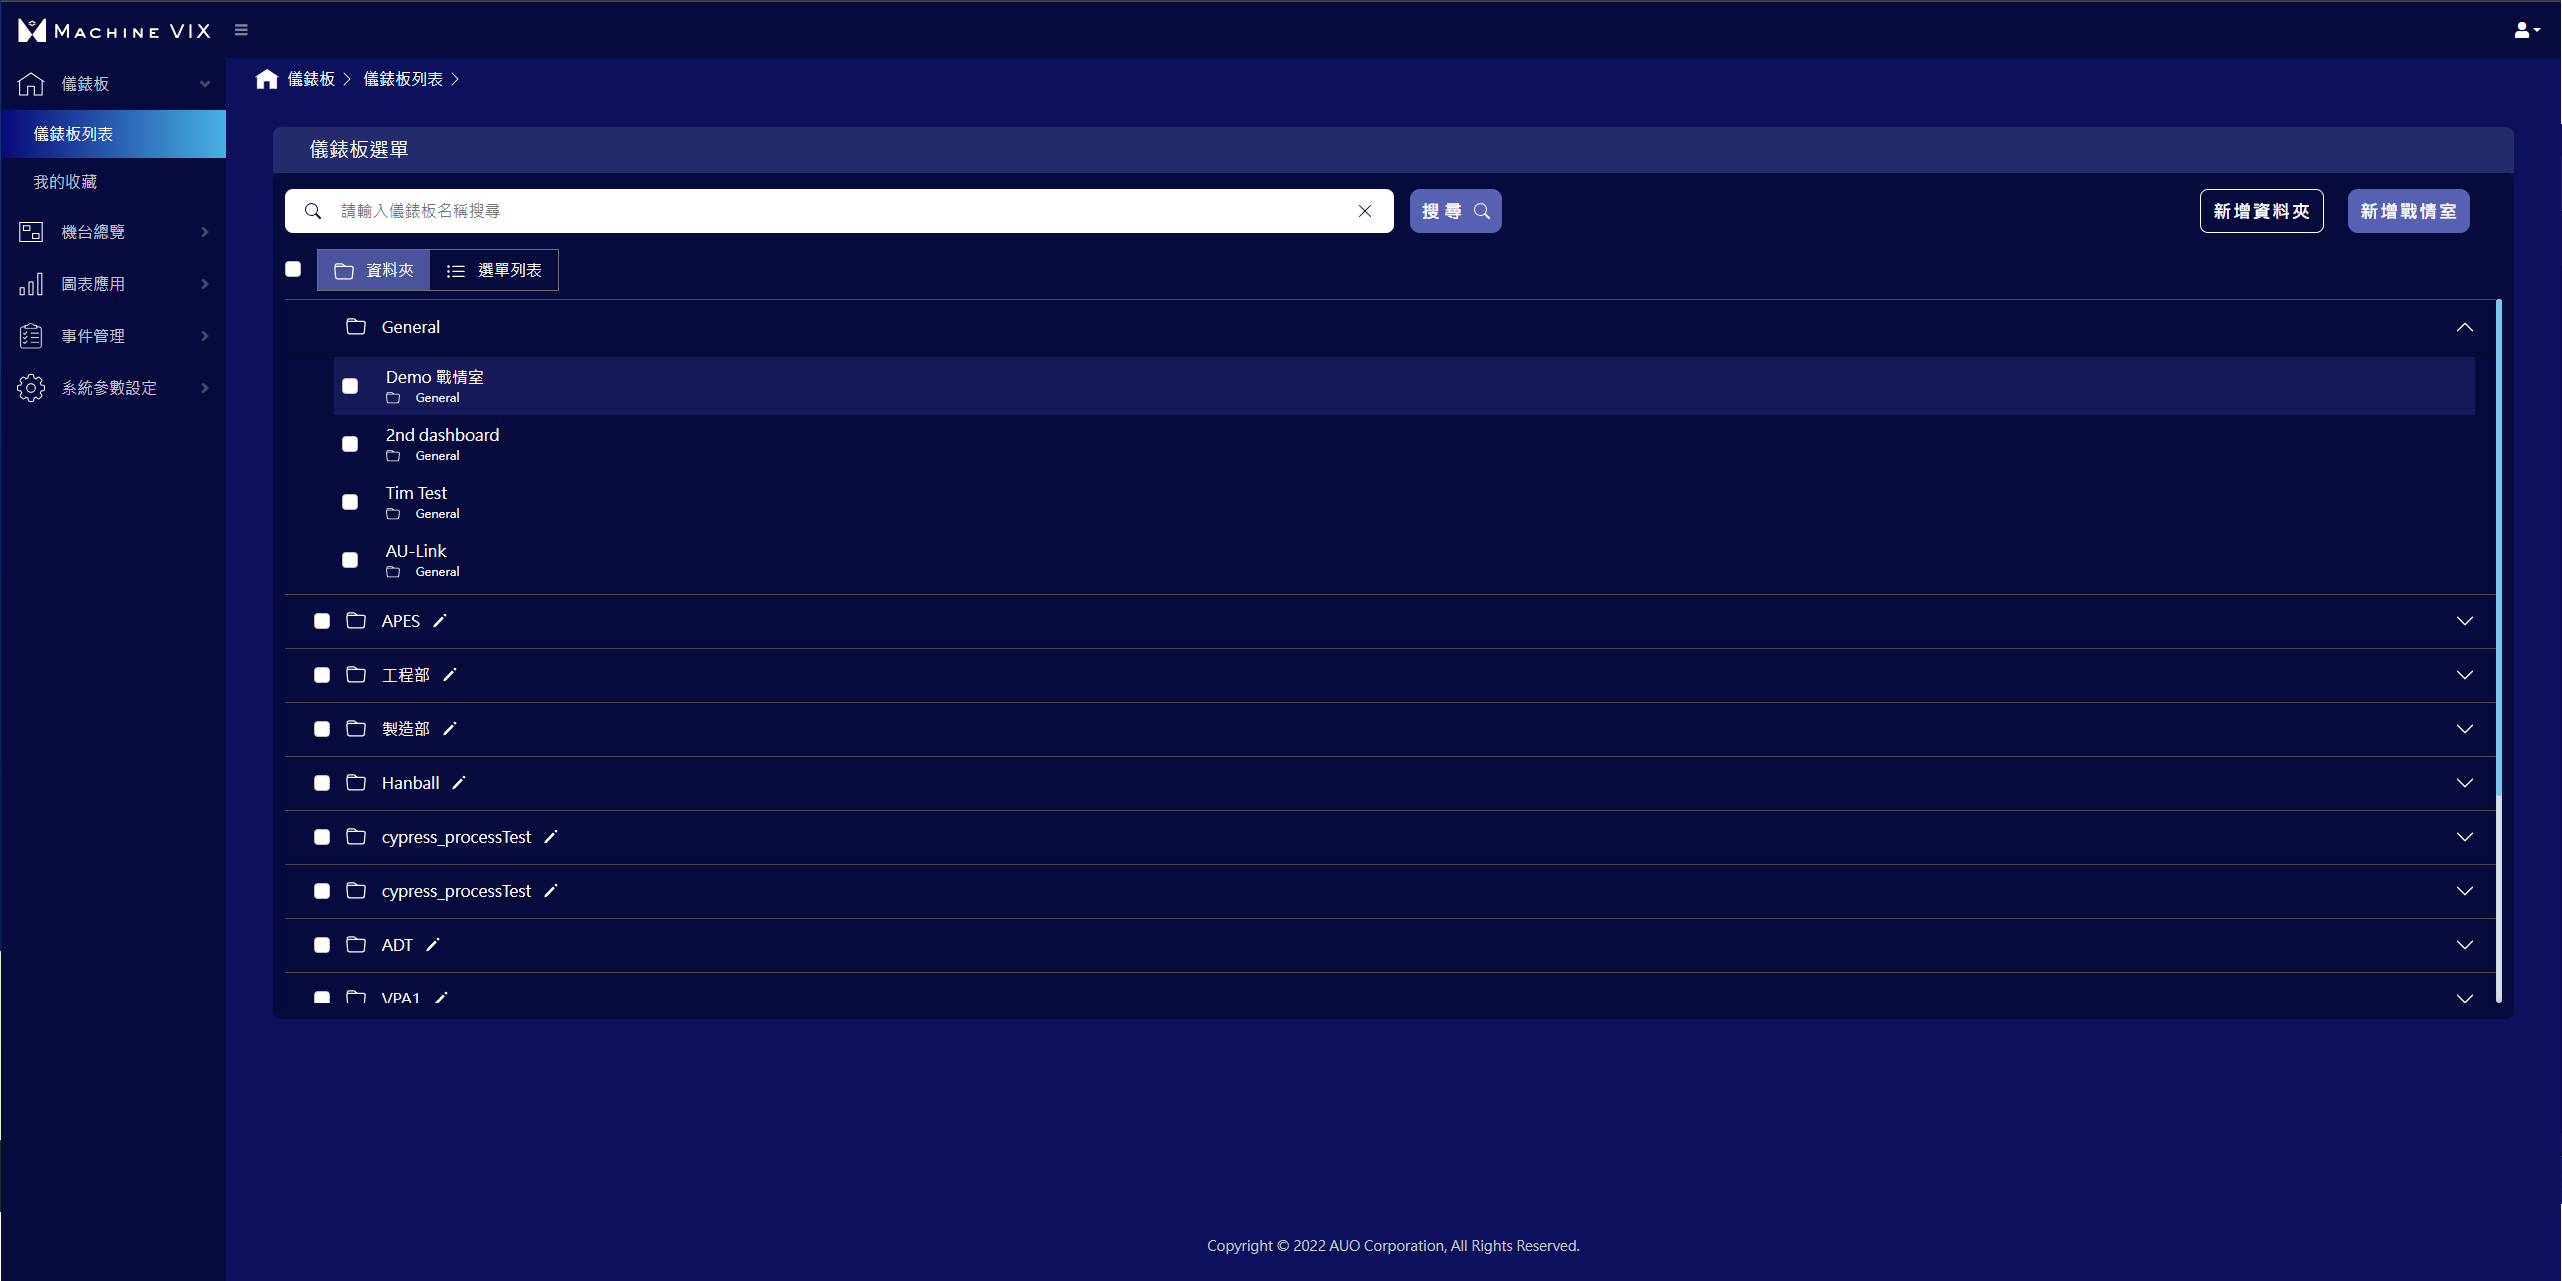 MACHINE VIX
儀錶板
儀錶板列表
我的收藏
機台總覽
圖表應用
事件管理
系統參數設定
儀錶板 儀錶板列表
儀錶板選單
請輸入儀錶板名稱搜尋
搜尋
新增資料夾
新增戰情室
資料夾
選單列表
General
Demo 戰情室
General
2nd dashboard
General
Tim Test
General
AU-Link
General
APES
工程部
製造部
Hanball
cypress_processTest
cypress_processTest
ADT
VPA1
Copyright © 2022 AUO Corporation, All Rights Reserved.